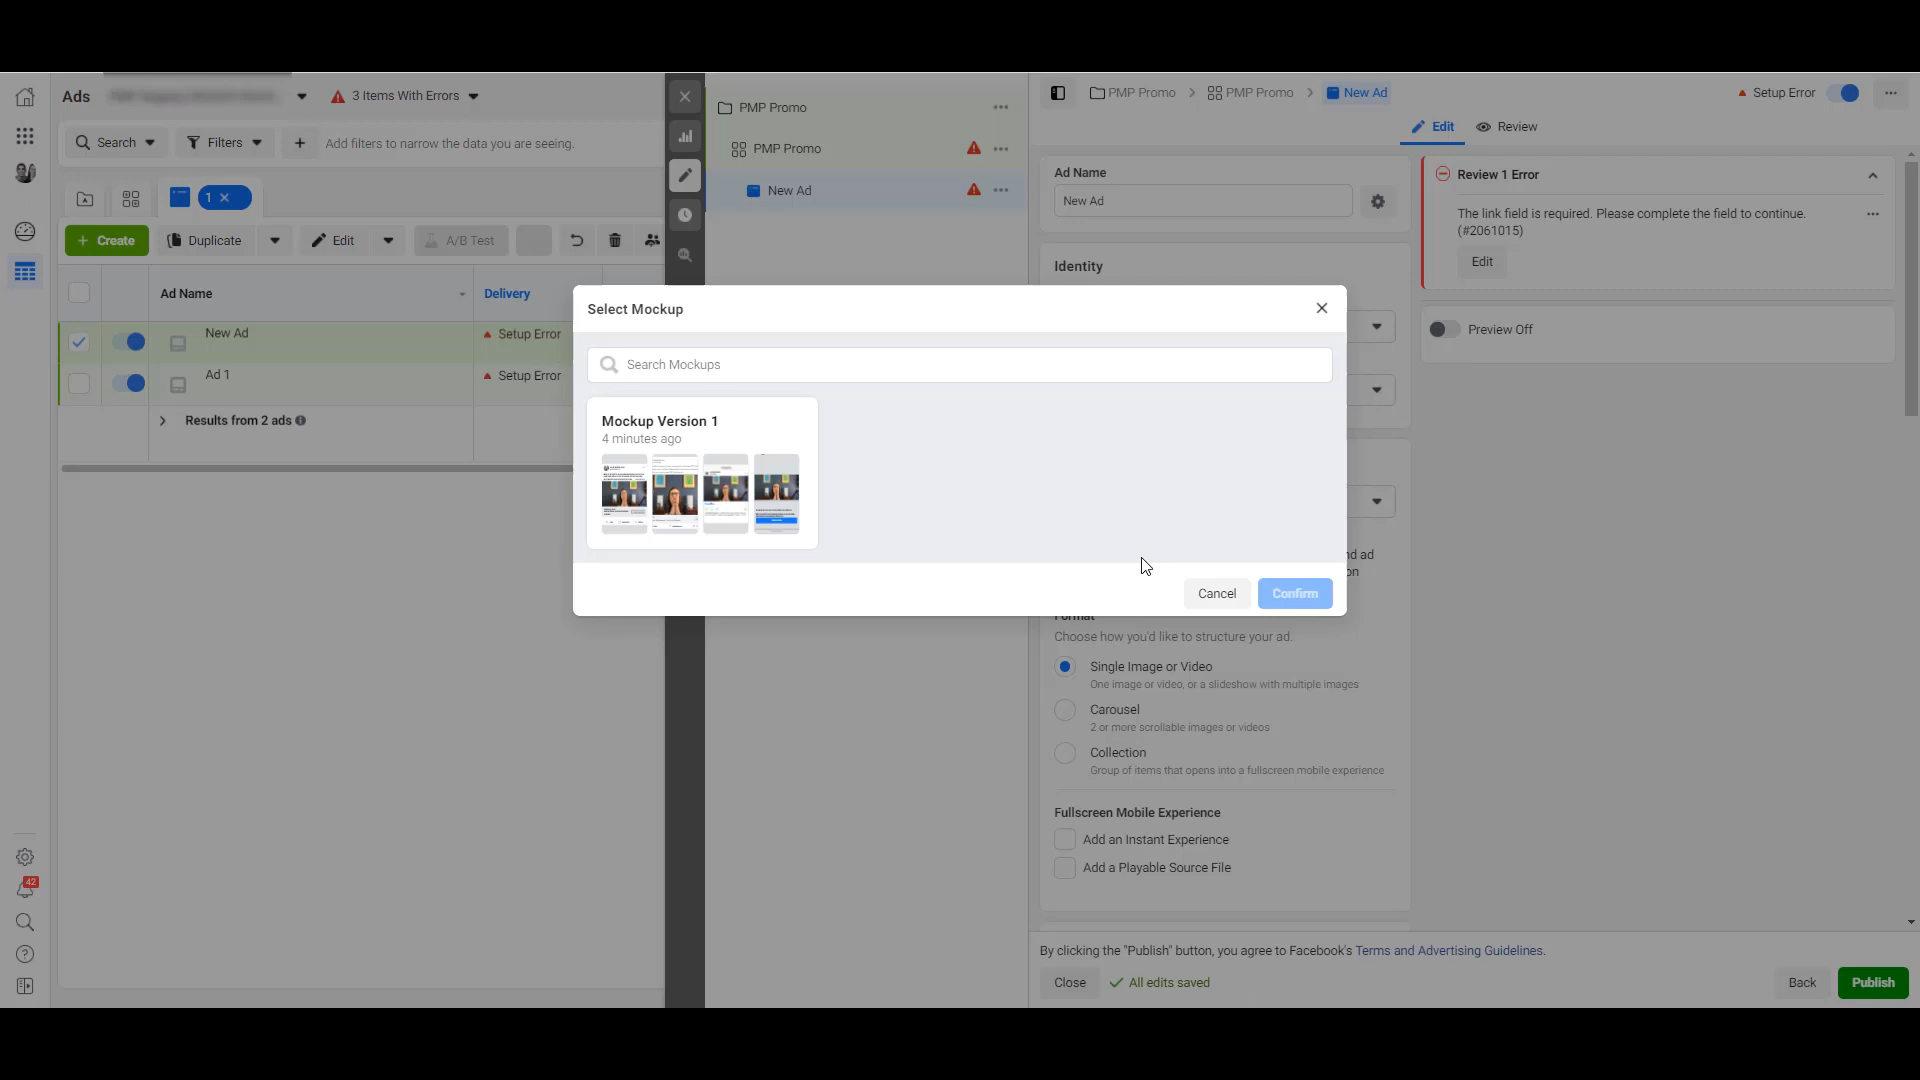 Ads
3 Items With Errors
Search
Filters
Add filters to narrow the data you are seeing.
1
Create
Duplicate
Edit
A/B Test
Ad Name
Delivery
New Ad
Setup Error
Ad 1
Setup Error
Results from 2 ads
42
PMP Promo
PMP Promo
New Ad
PMP Promo
PMP Promo
New Ad
Setup Error
Edit
Review
Ad Name
New Ad
Identity
Review 1 Error
The link field is required. Please complete the field to continue.
(#2061015)
Edit
Preview Off
Select Mockup
Search Mockups
Mockup Version 1
4 minutes ago
Cancel
Confirm
nd ad
on
Format
Choose how you'd like to structure your ad.
Single Image or Video
One image or video, or a slideshow with multiple images
Carousel
2 or more scrollable images or videos
Collection
Group of items that opens into a fullscreen mobile experience
Fullscreen Mobile Experience
Add an Instant Experience
Add a Playable Source File
By clicking the "Publish" button, you agree to Facebook's Terms and Advertising Guidelines.
Close
All edits saved
Back
Publish